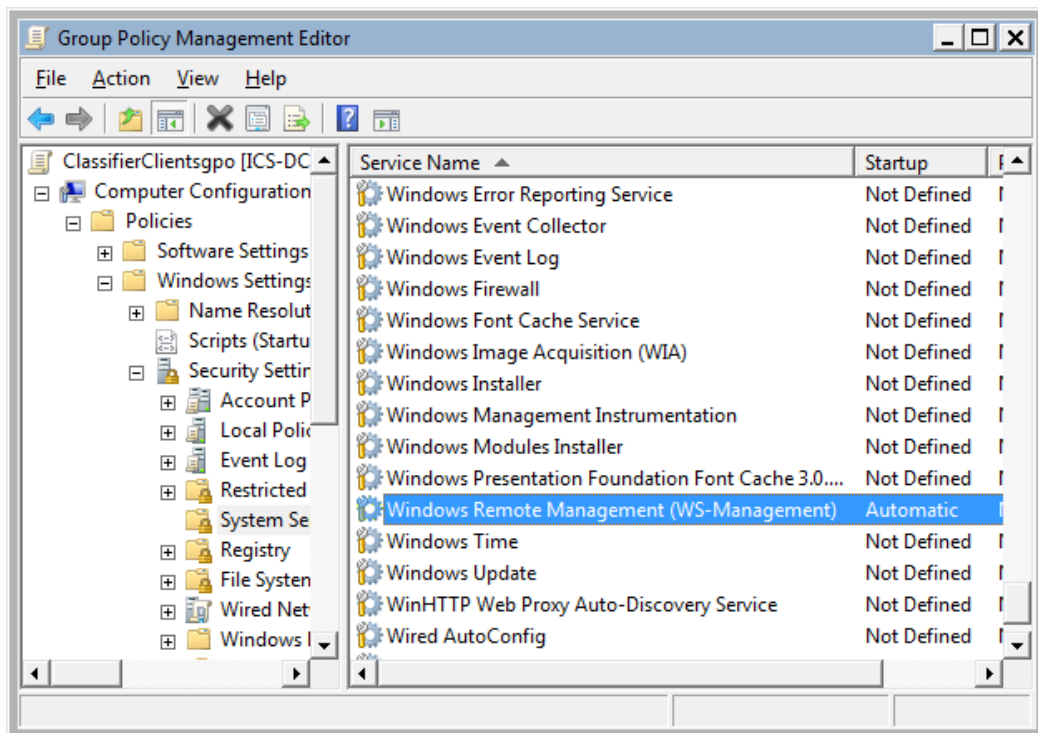 Group Policy Management Editor
File Action View Help
ClassifierClientsgpo [ICS-DC
Computer Configuration
Policies
Software Settings
Windows Settings
Name Resolut
Scripts (Startu
Security Settin
Account P
Local Polic
Event Log
Restricted
System Se
Registry
File System
Wired Net
Windows
Service Name Startup
Windows Error Reporting Service Not Defined
Windows Event Collector Not Defined
Windows Event Log Not Defined
Windows Firewall Not Defined
Windows Font Cache Service Not Defined
Windows Image Acquisition (WIA) Not Defined
Windows Installer Not Defined
Windows Management Instrumentation Not Defined
Windows Modules Installer Not Defined
Windows Presentation Foundation Font Cache 3.0.... Not Defined
Windows Remote Management (WS-Management) Automatic
Windows Time Not Defined
Windows Update Not Defined
WinHTTP Web Proxy Auto-Discovery Service Not Defined
Wired AutoConfig Not Defined